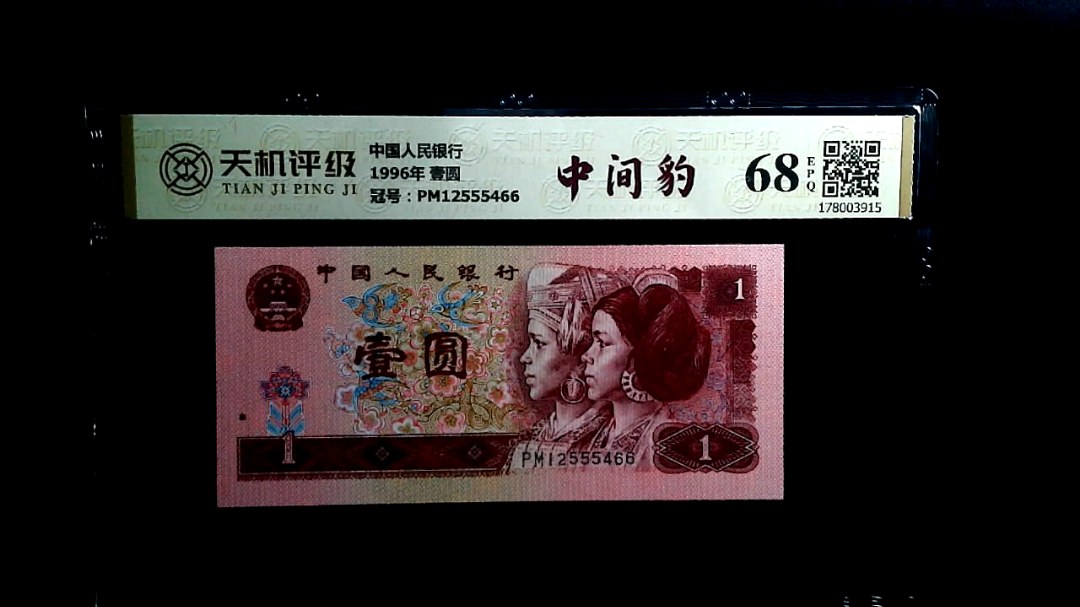 天机评级
TIAN JI PING JI
中国人民银行
1996年 壹圆
冠号：PM12555466
中间豹
68
EPQ
178003915
中国人民银行
1
壹圆
1
PM12555466
1